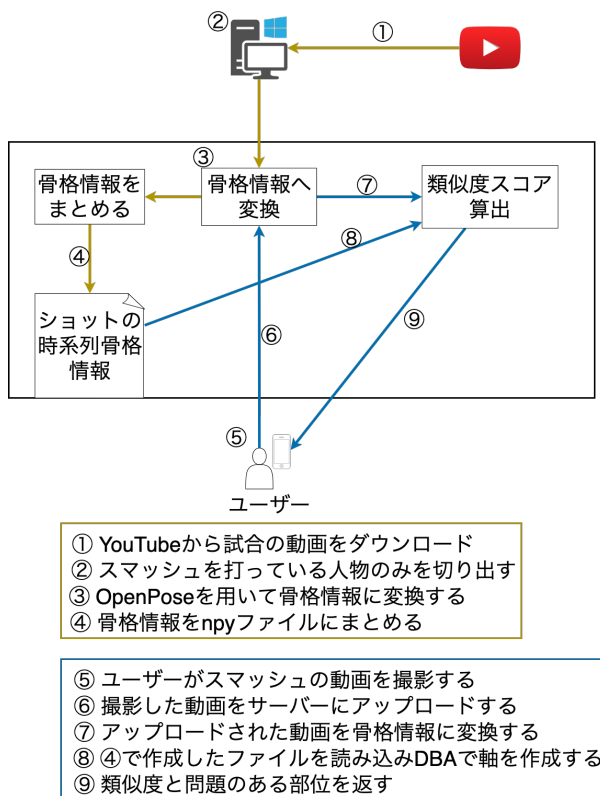 ②
①
③
骨格情報を
まとめる
骨格情報へ
変換
⑦
類似度スコア
算出
④
⑧
ショットの
時系列骨格
情報
⑥
⑨
⑤
ユーザー
① YouTubeから試合の動画をダウンロード
② スマッシュを打っている人物のみを切り出す
③ OpenPoseを用いて骨格情報に変換する
④ 骨格情報をnpyファイルにまとめる
⑤ ユーザーがスマッシュの動画を撮影する
⑥ 撮影した動画をサーバーにアップロードする
⑦ アップロードされた動画を骨格情報に変換する
⑧ ④で作成したファイルを読み込みDBAで軸を作成する
⑨ 類似度と問題のある部位を返す